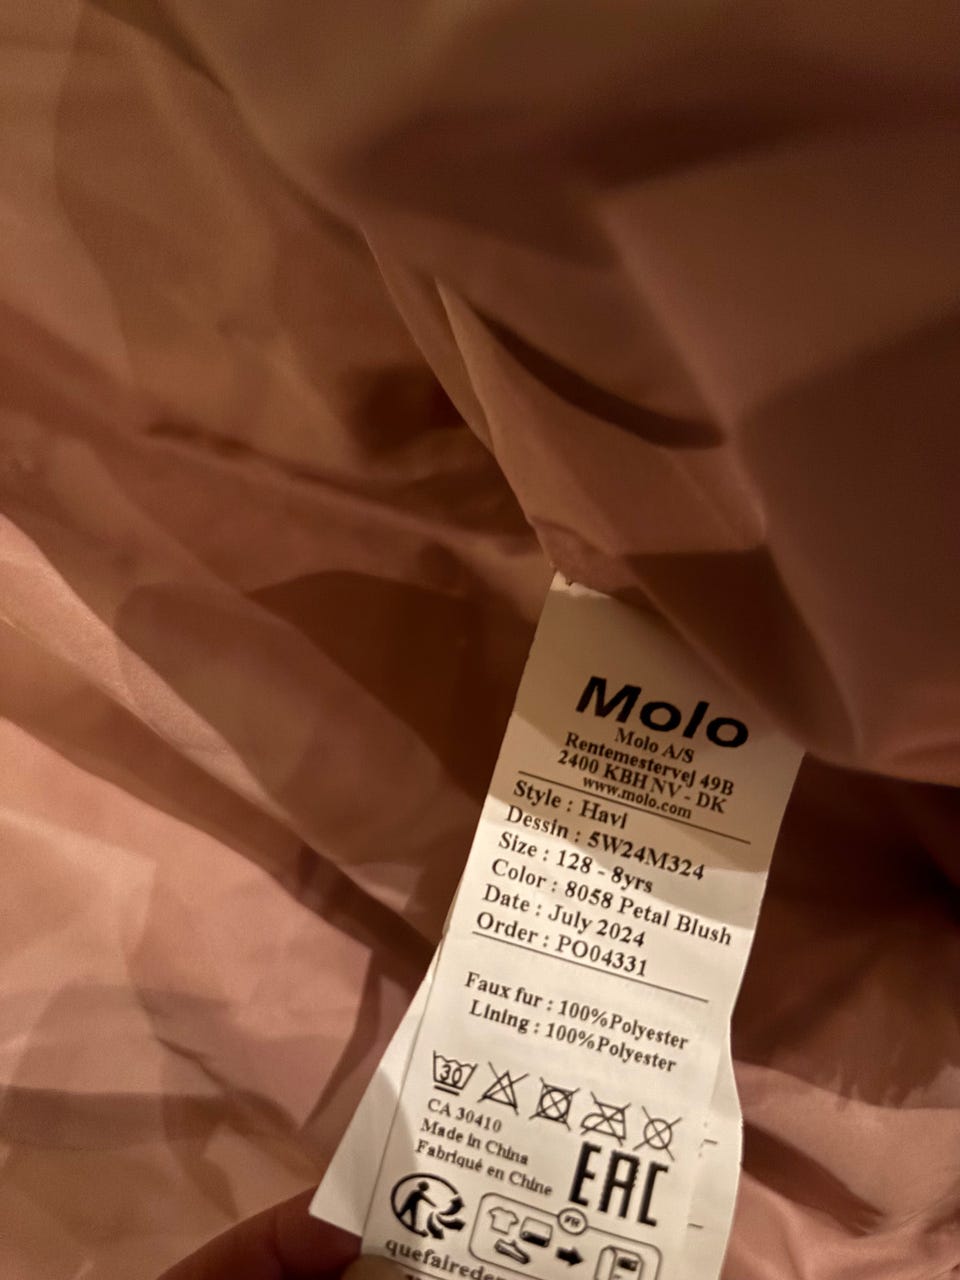 Molo
Molo A/S
Rentemestervej 49B
2400 KBH NV - DK
www.molo.com
Style : Havi
Dessin : 5W24M324
Size : 128 - 8yrs
Color : 8058 Petal Blush
Date : July 2024
Order : PO04331
Faux fur : 100%Polyester
Lining : 100%Polyester
30
CA 30410
Made in China
Fabriqué en Chine
EAC
FR